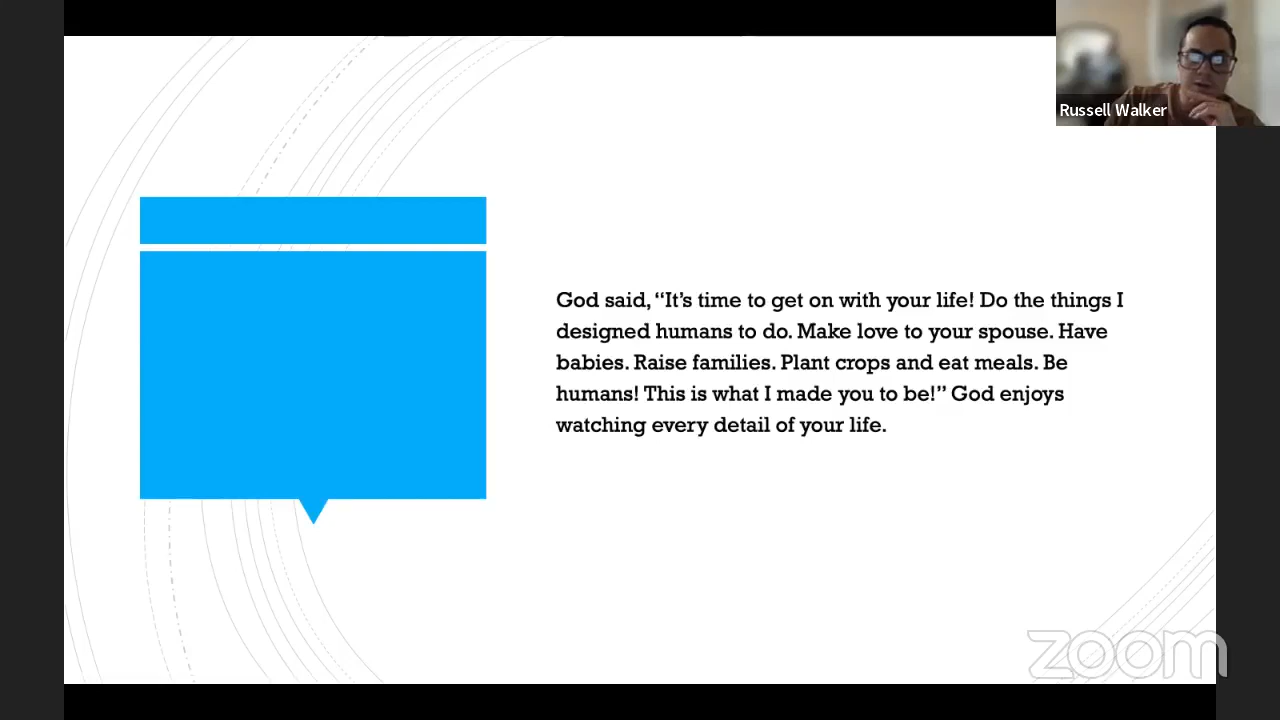 Russell Walker
God said, “It’s time to get on with your life! Do the things I
designed humans to do. Make love to your spouse. Have
babies. Raise families. Plant crops and eat meals. Be
humans! This is what I made you to be!” God enjoys
watching every detail of your life.
zoom